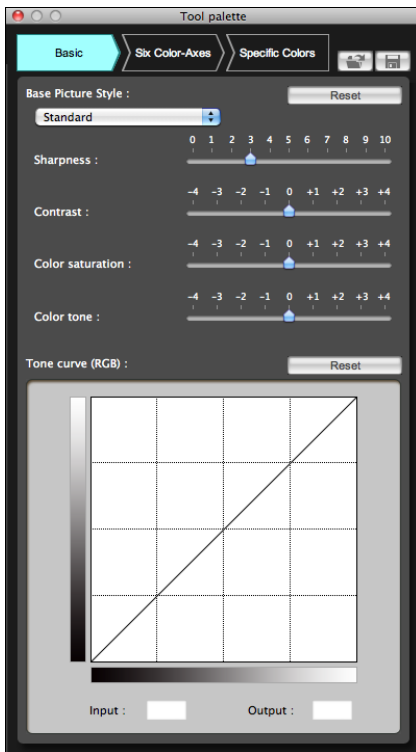 Tool palette
Basic Six Color-Axes Specific Colors
Base Picture Style : Reset
Standard
0 1 2 3 4 5 6 7 8 9 10
Sharpness :
-4 -3 -2 -1 0 +1 +2 +3 +4
Contrast :
-4 -3 -2 -1 0 +1 +2 +3 +4
Color saturation :
-4 -3 -2 -1 0 +1 +2 +3 +4
Color tone :
Tone curve (RGB) : Reset
Input : Output :